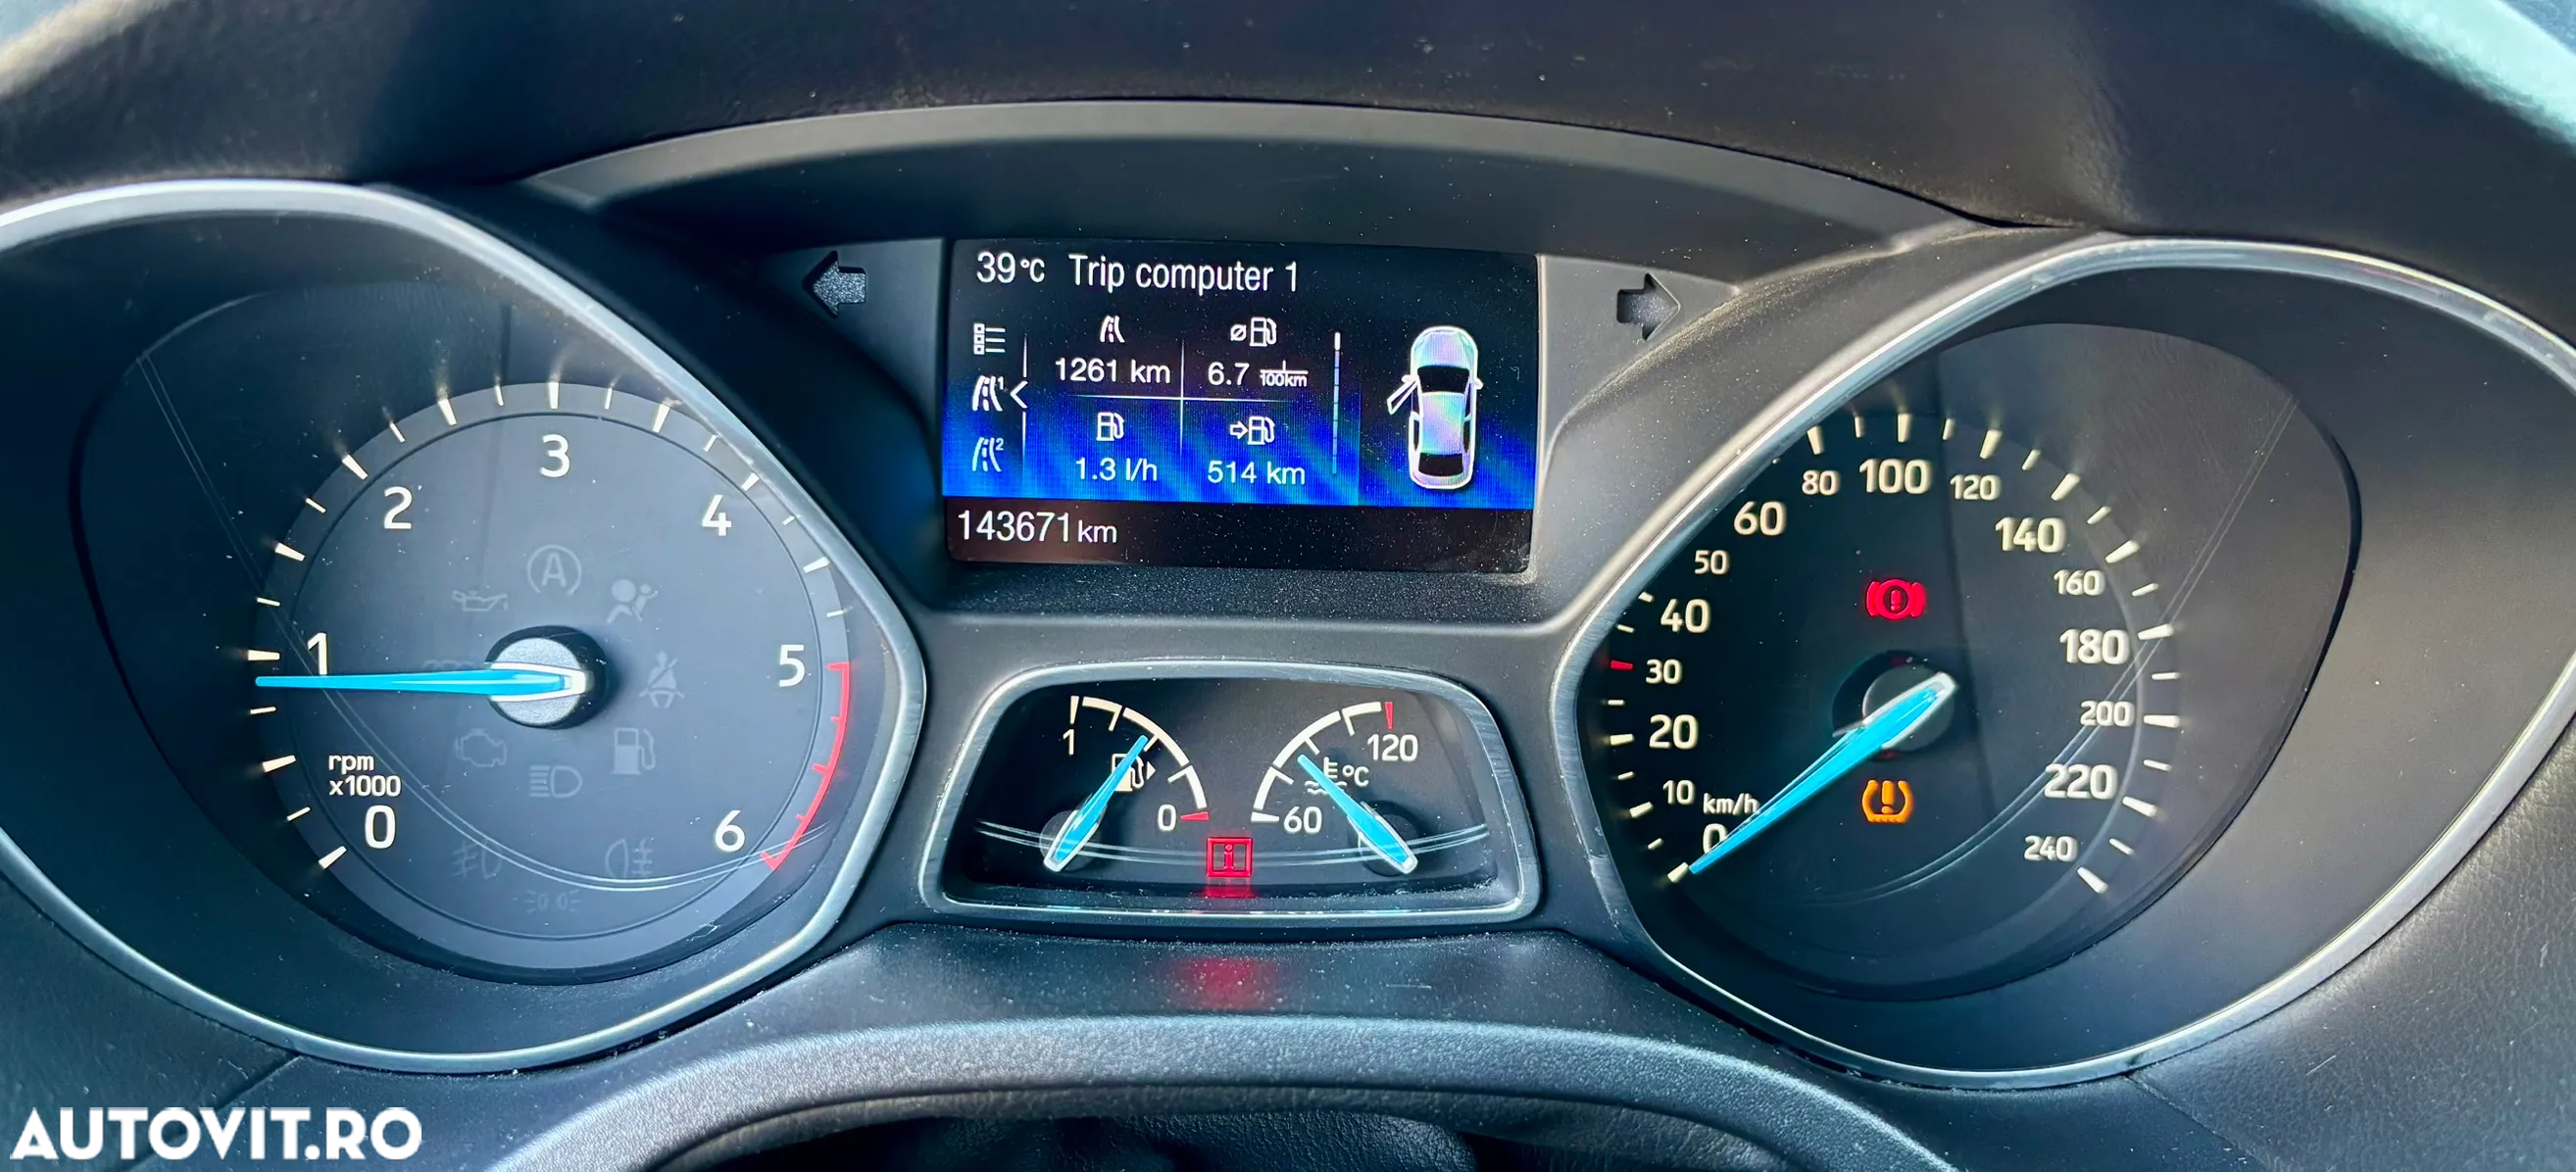 39°C Trip computer 1
1261 km 6.7 l/100km
1.3 l/h 514 km
1
2
143671 km
0 1 2 3 4 5 6
rpm
x1000
A
1 0
60 120
°C
i
0 10 20 30 40 50 60 80 100 120 140 160 180 200 220 240
km/h
AUTOVIT.RO